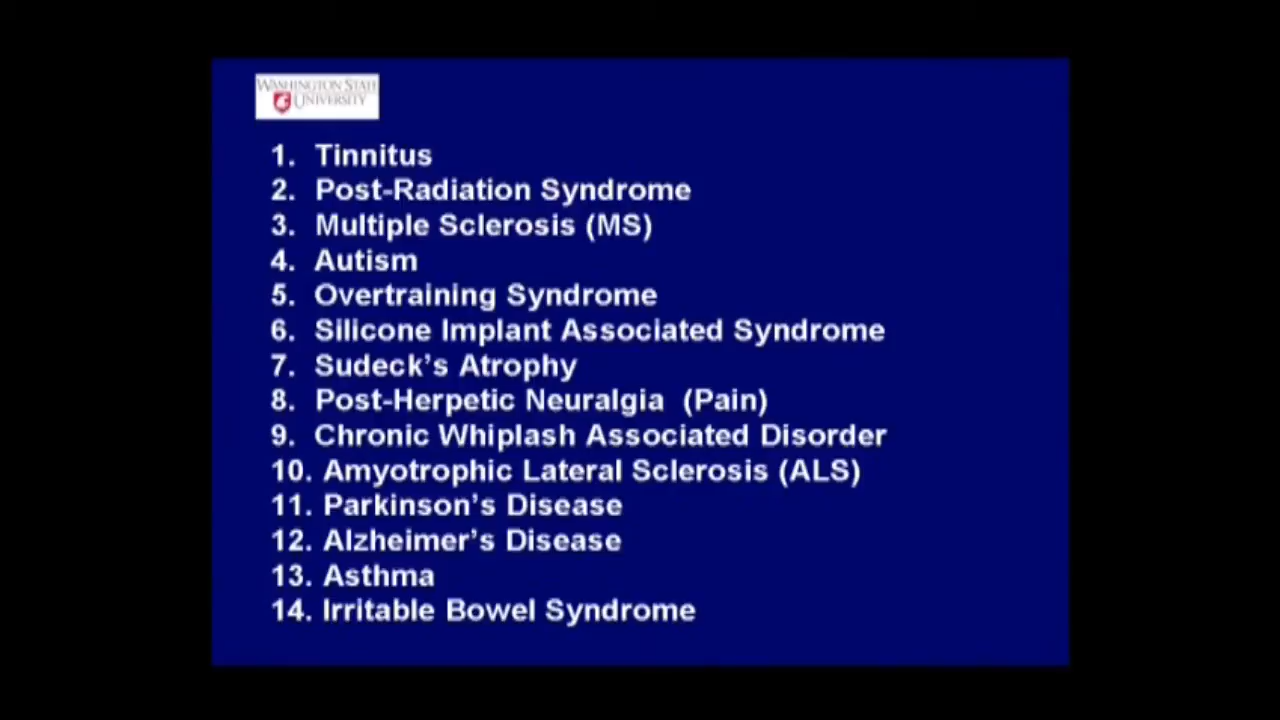 WASHINGTON STATE
UNIVERSITY
1. Tinnitus
2. Post-Radiation Syndrome
3. Multiple Sclerosis (MS)
4. Autism
5. Overtraining Syndrome
6. Silicone Implant Associated Syndrome
7. Sudeck's Atrophy
8. Post-Herpetic Neuralgia (Pain)
9. Chronic Whiplash Associated Disorder
10. Amyotrophic Lateral Sclerosis (ALS)
11. Parkinson's Disease
12. Alzheimer's Disease
13. Asthma
14. Irritable Bowel Syndrome